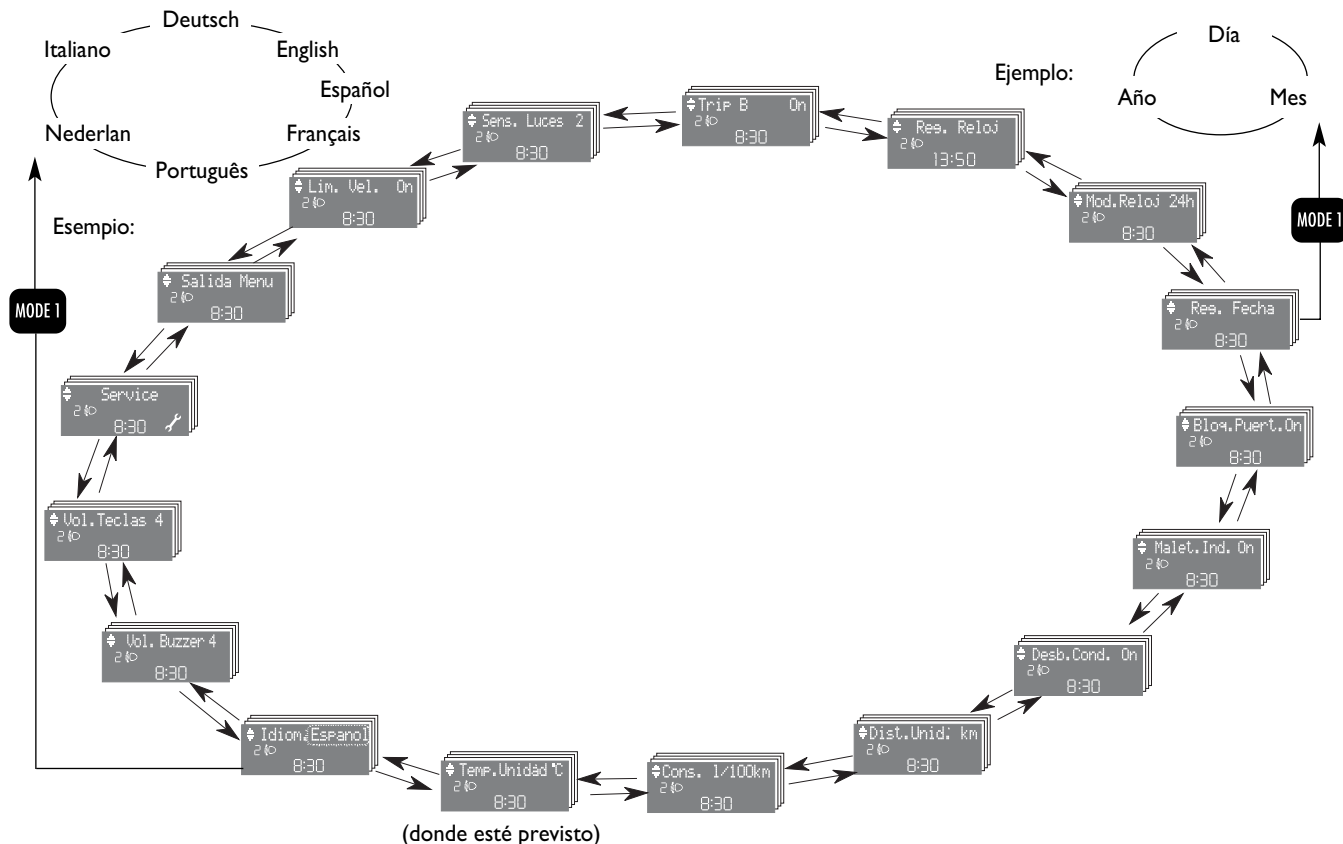 Deutsch
Italiano
English
Español
Nederlan
Français
Português
Esempio:
MODE 1
Ejemplo:
Día
Año
Mes
MODE 1
Lim. Vel. On
8:30
Sens. Luces 2
8:30
Trip B On
8:30
Reg. Reloj
13:50
Mod.Reloj 24h
8:30
Reg. Fecha
8:30
Bloq.Puert.On
8:30
Malet.Ind. On
8:30
Desb.Cond. On
8:30
Dist.Unid. km
8:30
Cons. l/100km
8:30
Temp.Unidad °C
8:30
(donde esté previsto)
Idiom. Espanol
8:30
Vol. Buzzer 4
8:30
Vol.Teclas 4
8:30
Service
8:30
Salida Menu
8:30